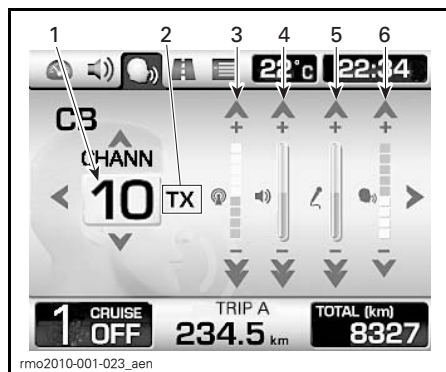 1 2 3 4 5 6
22°c 22:34
CB
CHANN
10 TX
+ + + +
- - - -
1 CRUISE OFF
TRIP A
234.5 km
TOTAL (km)
8327
rmo2010-001-023_aen